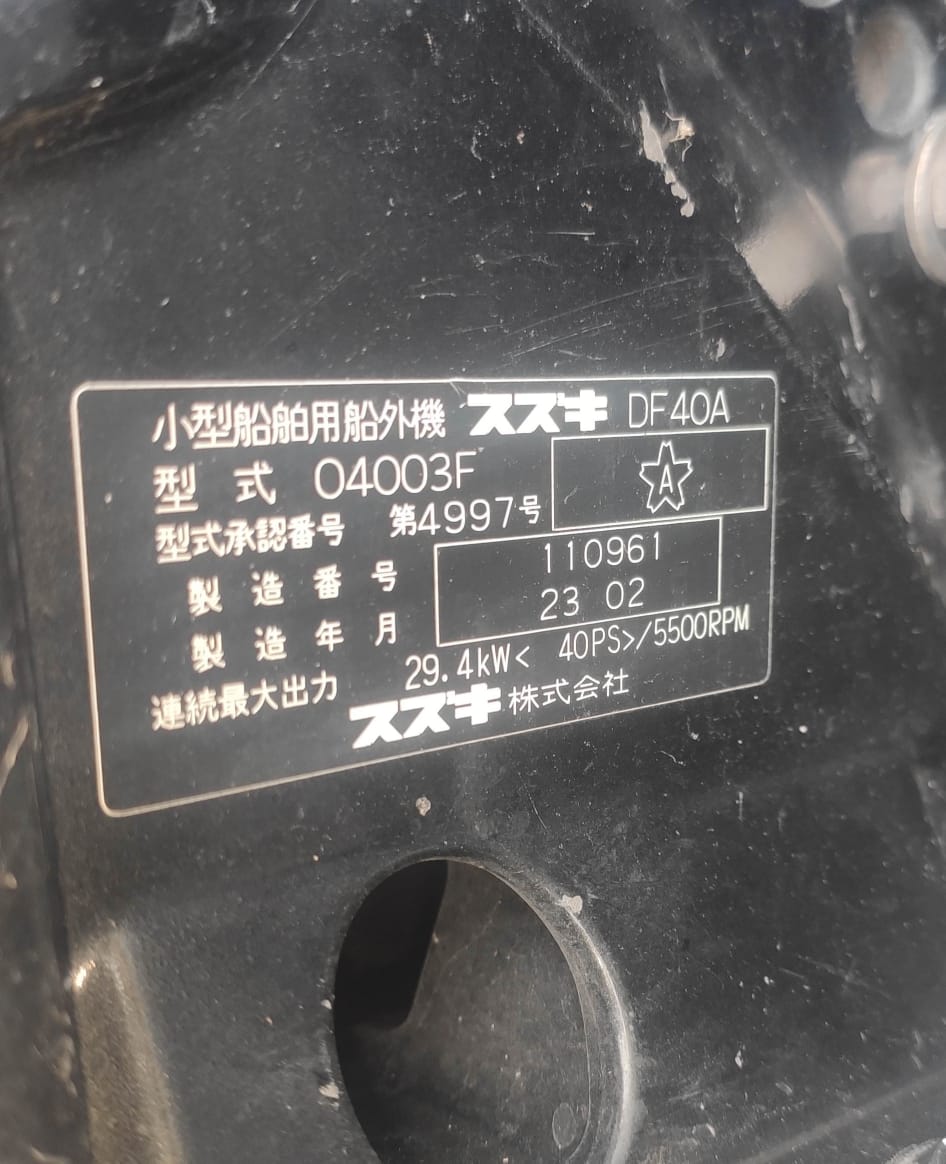 小型船舶用船外機 スズキ DF40A
型式 04003F
A
型式承認番号 第4997号
製造番号 110961
製造年月 23 02
連続最大出力 29.4kW< 40PS>/5500RPM
スズキ株式会社